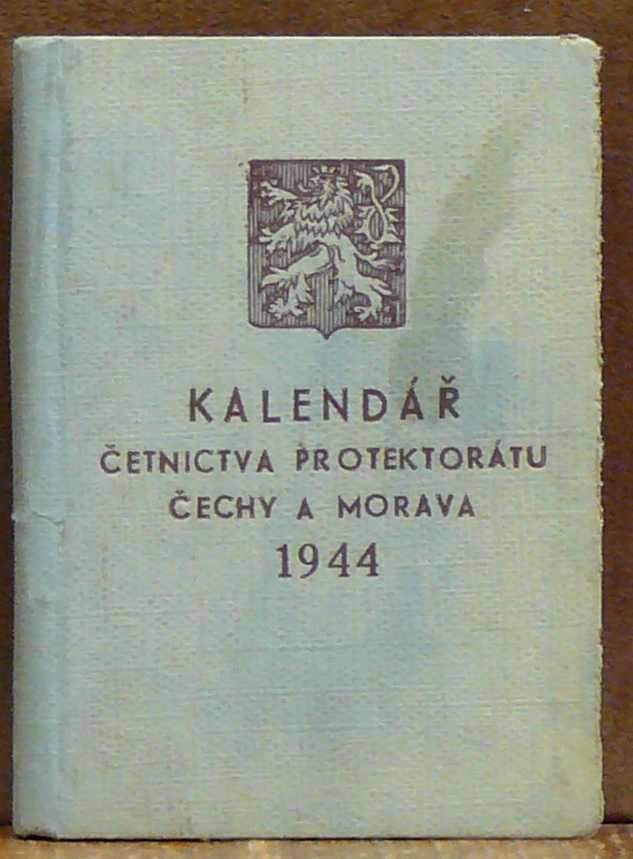 KALENDÁŘ
ČETNICTVA PROTEKTORÁTU
ČECHY A MORAVA
1944